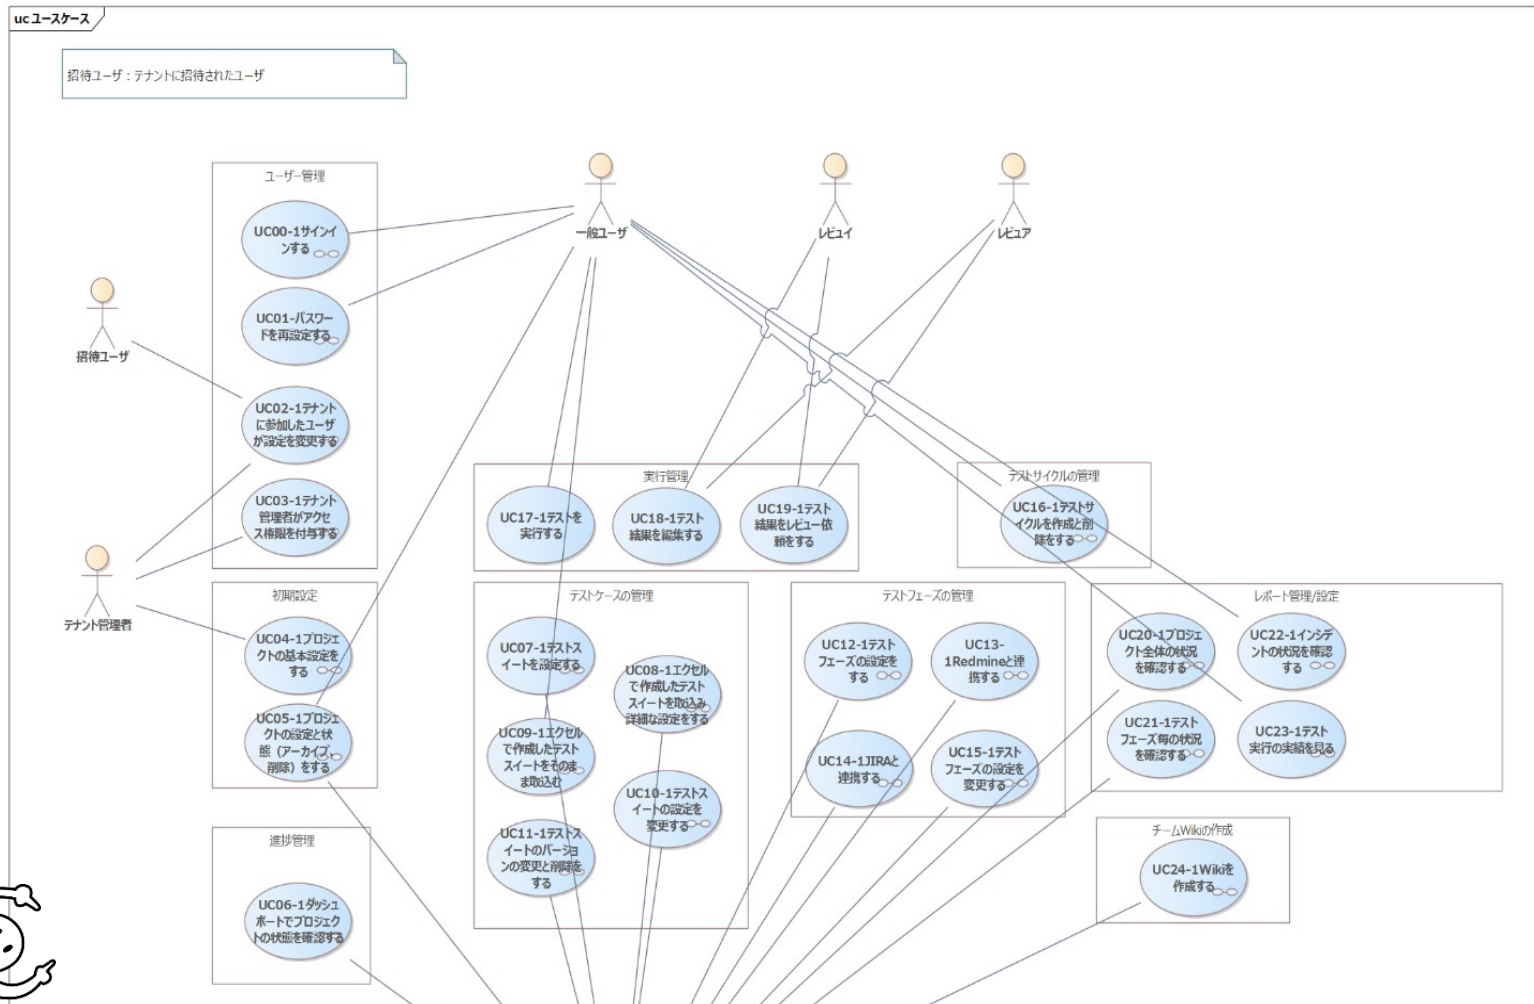 uc ユースケース
招待ユーザ：テナントに招待されたユーザ
ユーザー管理
UC00-1サインイ
ンする
UC01-パスワー
ドを再設定する
UC02-1テナント
に参加したユーザ
が設定を変更する
UC03-1テナント
管理者がアクセ
ス権限を付与する
一般ユーザ
レビュイ
レビュア
招待ユーザ
テナント管理者
初期設定
UC04-1プロジェ
クトの基本設定を
する
UC05-1プロジェ
クトの設定と状
態（アーカイブ、
削除）をする
進捗管理
UC06-1ダッシュ
ボートでプロジェク
トの状態を確認する
実行管理
UC17-1テストを
実行する
UC18-1テスト
結果を編集する
UC19-1テスト
結果をレビュー依
頼をする
テストサイクルの管理
UC16-1テストサ
イクルを作成と削
除をする
テストケースの管理
UC07-1テストス
イートを設定する
UC08-1エクセル
で作成したテスト
スイートを取込み
詳細な設定をする
UC09-1エクセル
で作成したテスト
スイートをそのま
ま取込む
UC10-1テストス
イートの設定を
変更する
UC11-1テストス
イートのバージョ
ンの変更と削除を
する
テストフェーズの管理
UC12-1テスト
フェーズの設定を
する
UC13-
1Redmineと連
携する
UC14-1JIRAと
連携する
UC15-1テスト
フェーズの設定を
変更する
レポート管理/設定
UC20-1プロジェ
クト全体の状況
を確認する
UC22-1インシデ
ントの状況を確認
する
UC21-1テスト
フェーズ毎の状況
を確認する
UC23-1テスト
実行の実績を見る
チームWikiの作成
UC24-1Wikiを
作成する